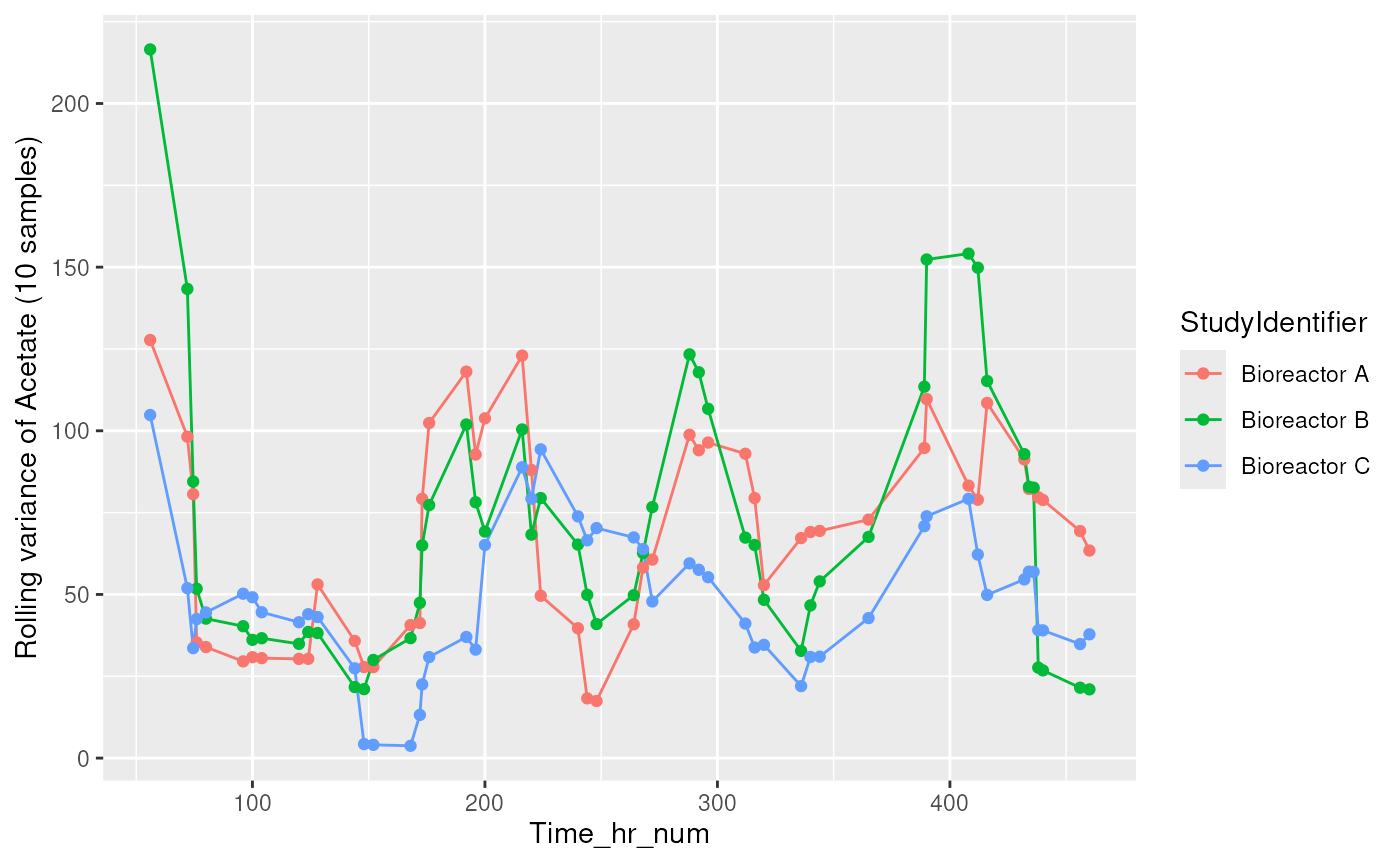 Rolling variance of Acetate (10 samples)
200
150
100
50
0
100 200 300 400
Time_hr_num
StudyIdentifier
Bioreactor A
Bioreactor B
Bioreactor C